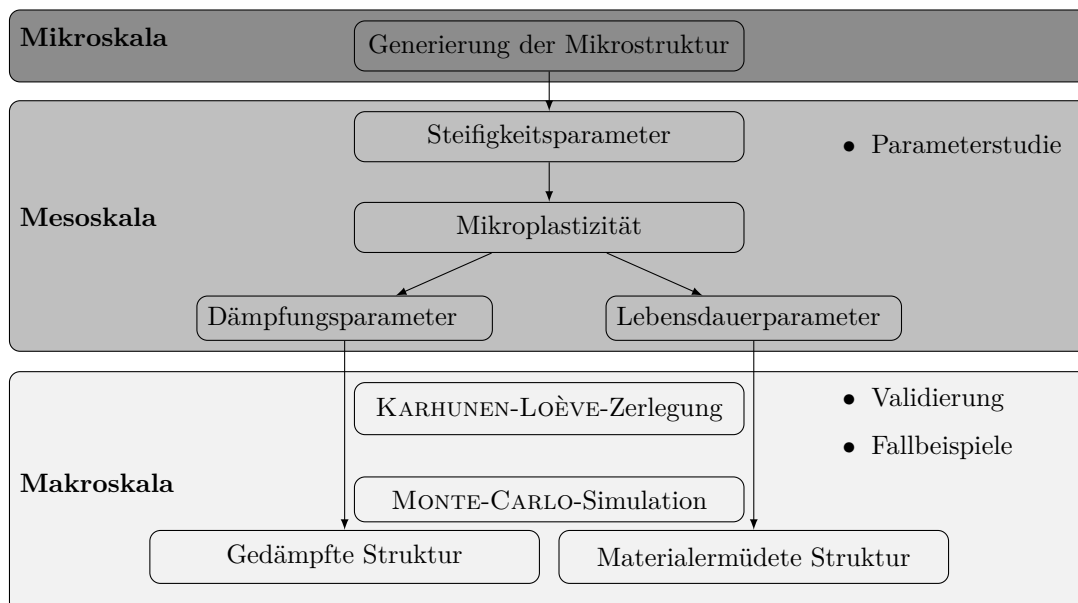 Mikroskala
Generierung der Mikrostruktur
Steifigkeitsparameter
• Parameterstudie
Mesoskala
Mikroplastizität
Dämpfungsparameter
Lebensdauerparameter
KARHUNEN-LOÈVE-Zerlegung
• Validierung
• Fallbeispiele
Makroskala
MONTE-CARLO-Simulation
Gedämpfte Struktur
Materialermüdete Struktur